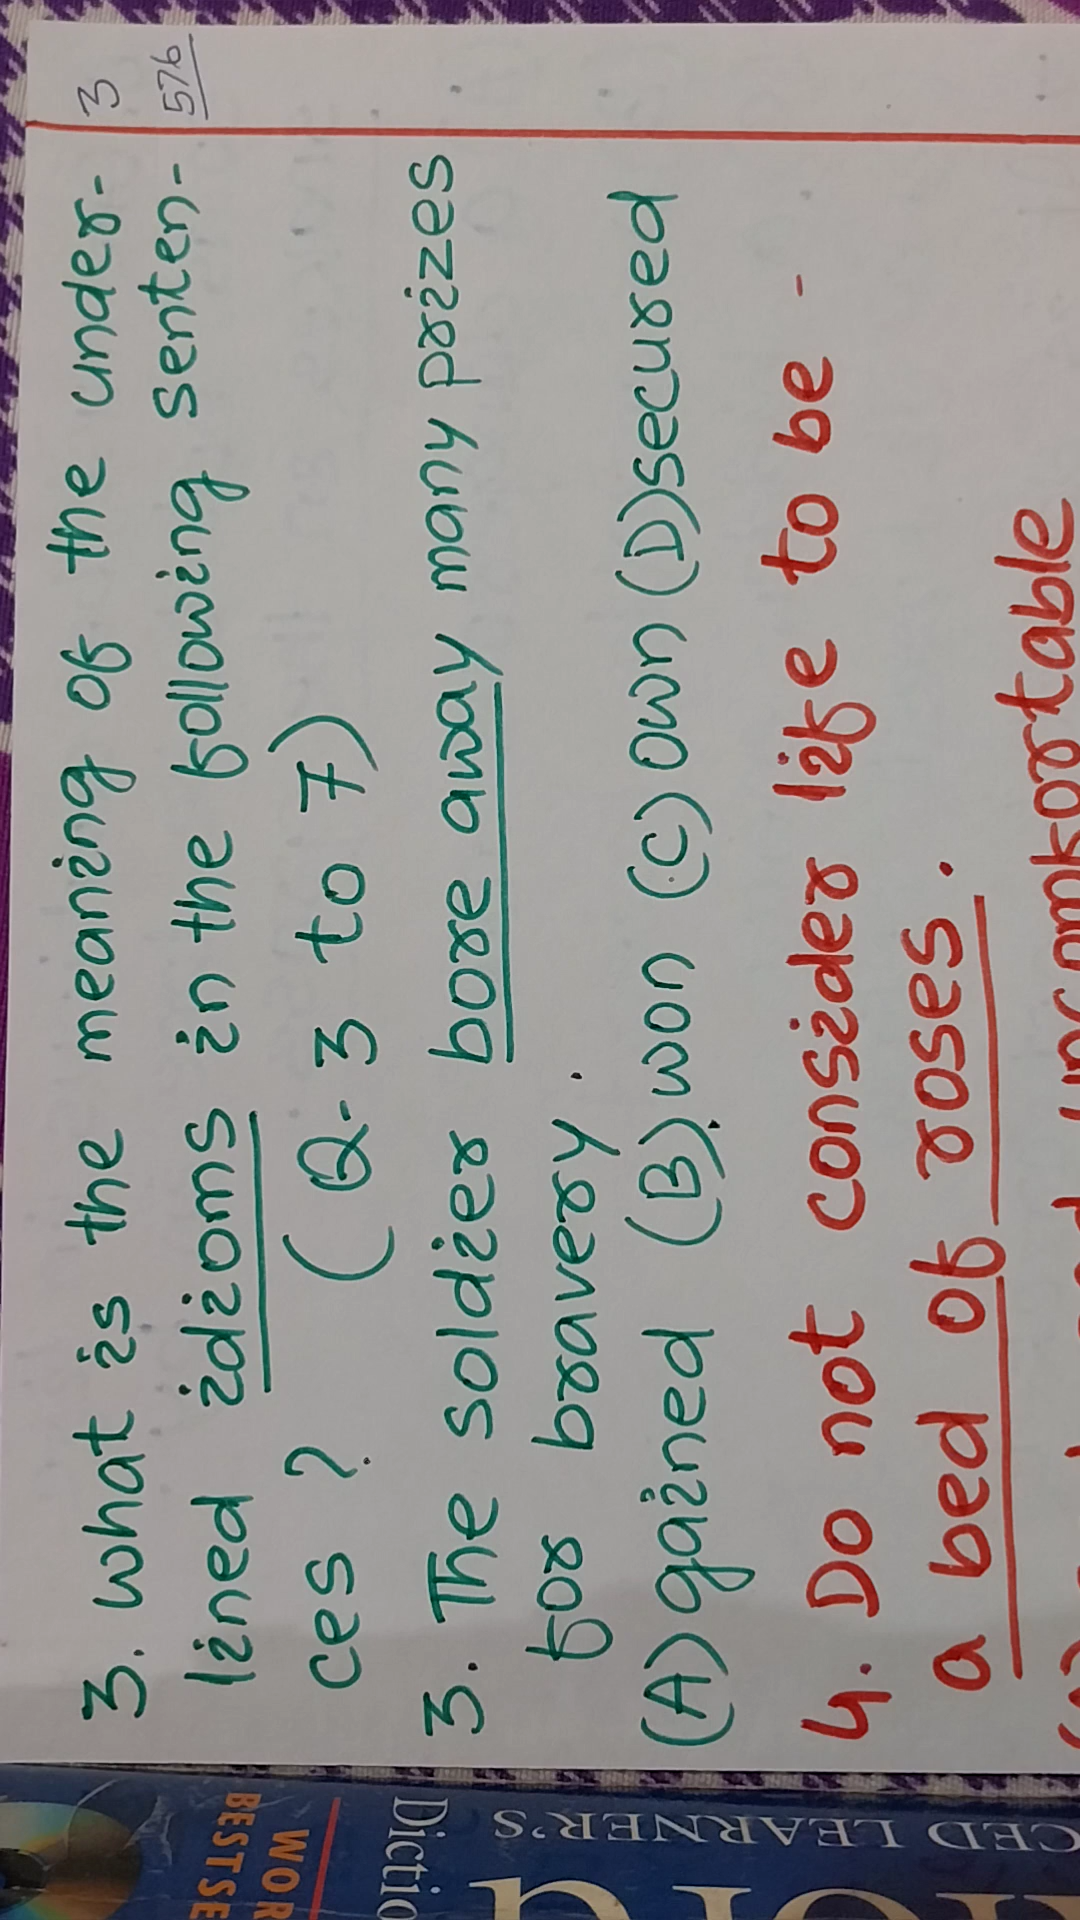 3
576
3. what is the meaning of the under-
lined idioms in the following senten-
ces ? (Q. 3 to 7)
3. The soldier bore away many prizes
for bravery.
(A) gained (B) won (C) own (D) secured
4. Do not consider life to be -
a bed of roses.
uncomfortable
WOR
BESTSE
Dictio
CED LEARNER'S